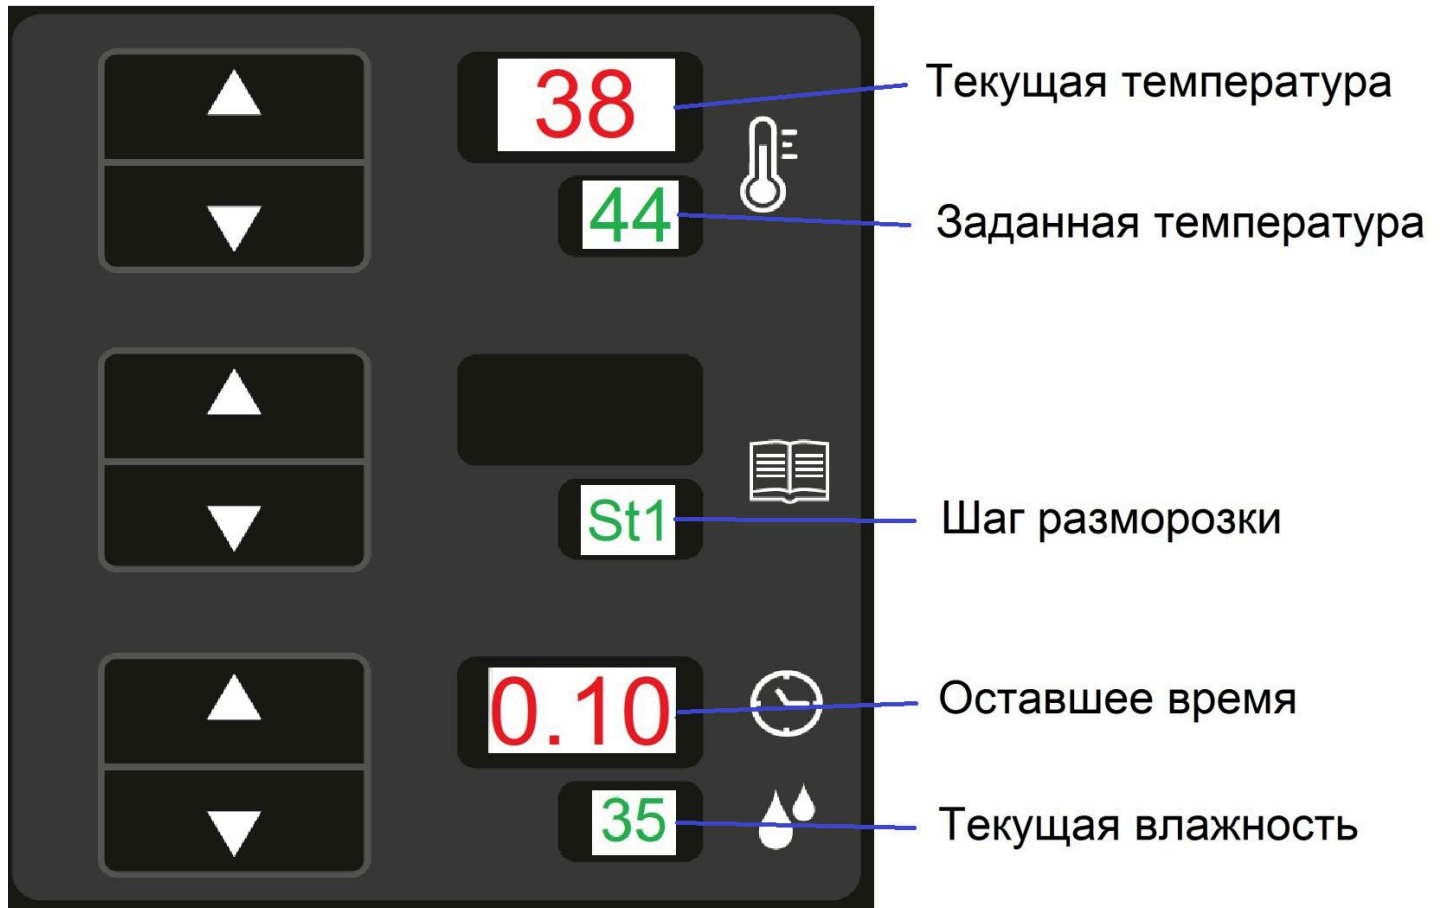 38
Текущая температура
44
Заданная температура
St1
Шаг разморозки
0.10
Оставшее время
35
Текущая влажность